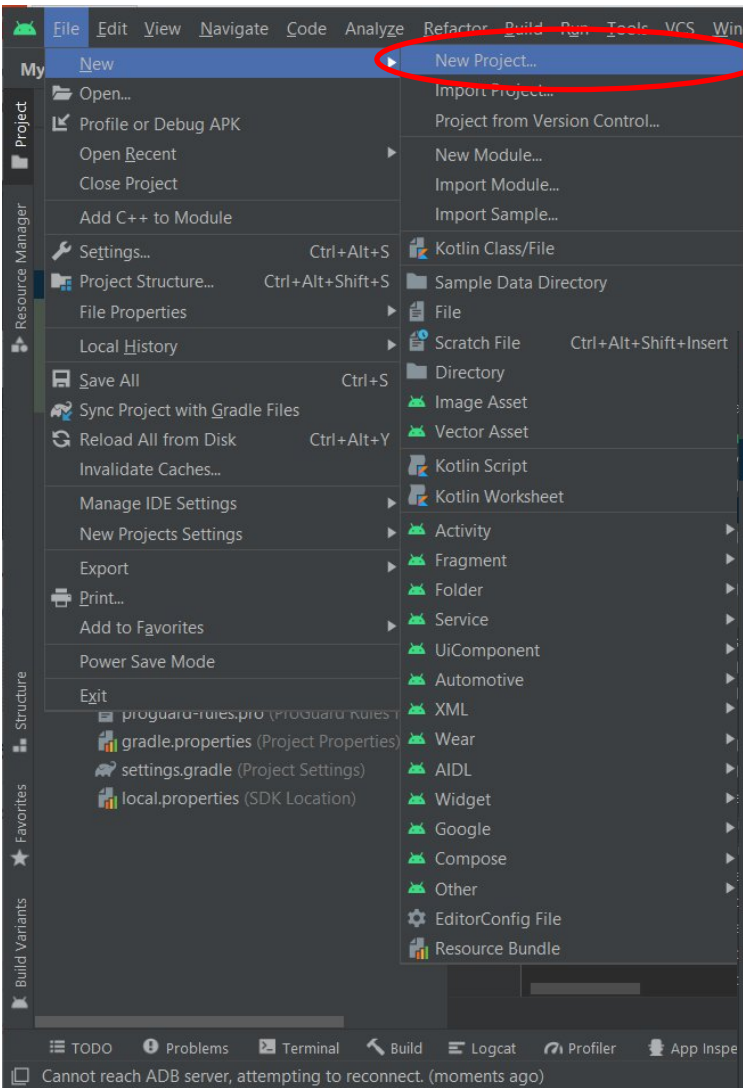 File Edit View Navigate Code Analyze Refactor Build Run Tools VCS Win
My
New
Open...
Profile or Debug APK
Open Recent
Close Project
Add C++ to Module
Settings... Ctrl+Alt+S
Project Structure... Ctrl+Alt+Shift+S
File Properties
Local History
Save All Ctrl+S
Sync Project with Gradle Files
Reload All from Disk Ctrl+Alt+Y
Invalidate Caches...
Manage IDE Settings
New Projects Settings
Export
Print...
Add to Favorites
Power Save Mode
Exit
New Project...
Import Project...
Project from Version Control...
New Module...
Import Module...
Import Sample...
Kotlin Class/File
Sample Data Directory
File
Scratch File Ctrl+Alt+Shift+Insert
Directory
Image Asset
Vector Asset
Kotlin Script
Kotlin Worksheet
Activity
Fragment
Folder
Service
UiComponent
Automotive
XML
Wear
AIDL
Widget
Google
Compose
Other
EditorConfig File
Resource Bundle
proguard-rules.pro (ProGuard Rules f
gradle.properties (Project Properties)
settings.gradle (Project Settings)
local.properties (SDK Location)
Project
Resource Manager
Structure
Favorites
Build Variants
TODO Problems Terminal Build Logcat Profiler App Inspe
Cannot reach ADB server, attempting to reconnect. (moments ago)